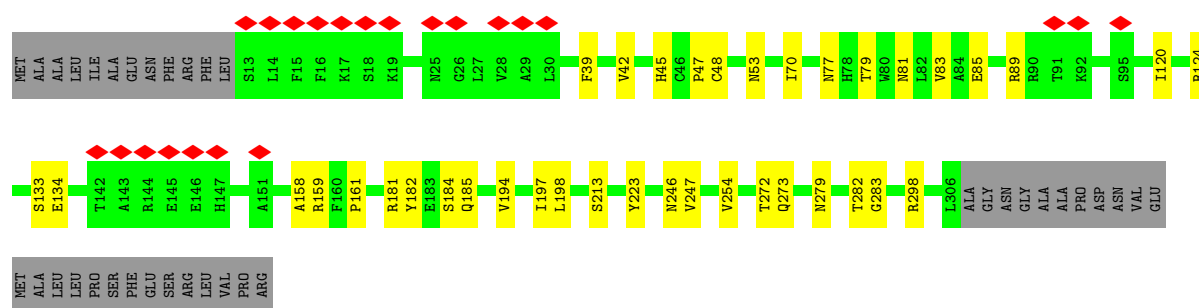 MET ALA ALA LEU ILE ALA GLU ASN PHE ARG PHE LEU S13 L14 F15 F16 K17 S18 K19 N25 G26 L27 V28 A29 L30 F39 V42 H45 C46 P47 C48 N53 I70 N77 H78 T79 W80 N81 L82 V83 A84 E85 R89 R90 T91 K92 S95 I120
S133 E134 T142 A143 R144 E145 E146 H147 A151 A158 R159 F160 P161 R181 Y182 E183 S184 Q185 V194 I197 L198 S213 Y223 N246 V247 V254 T272 Q273 N279 T282 G283 R298 L306 ALA GLY ASN GLY ALA ALA PRO ASP ASN VAL GLU
MET ALA LEU LEU PRO SER PHE GLU SER ARG LEU VAL PRO ARG